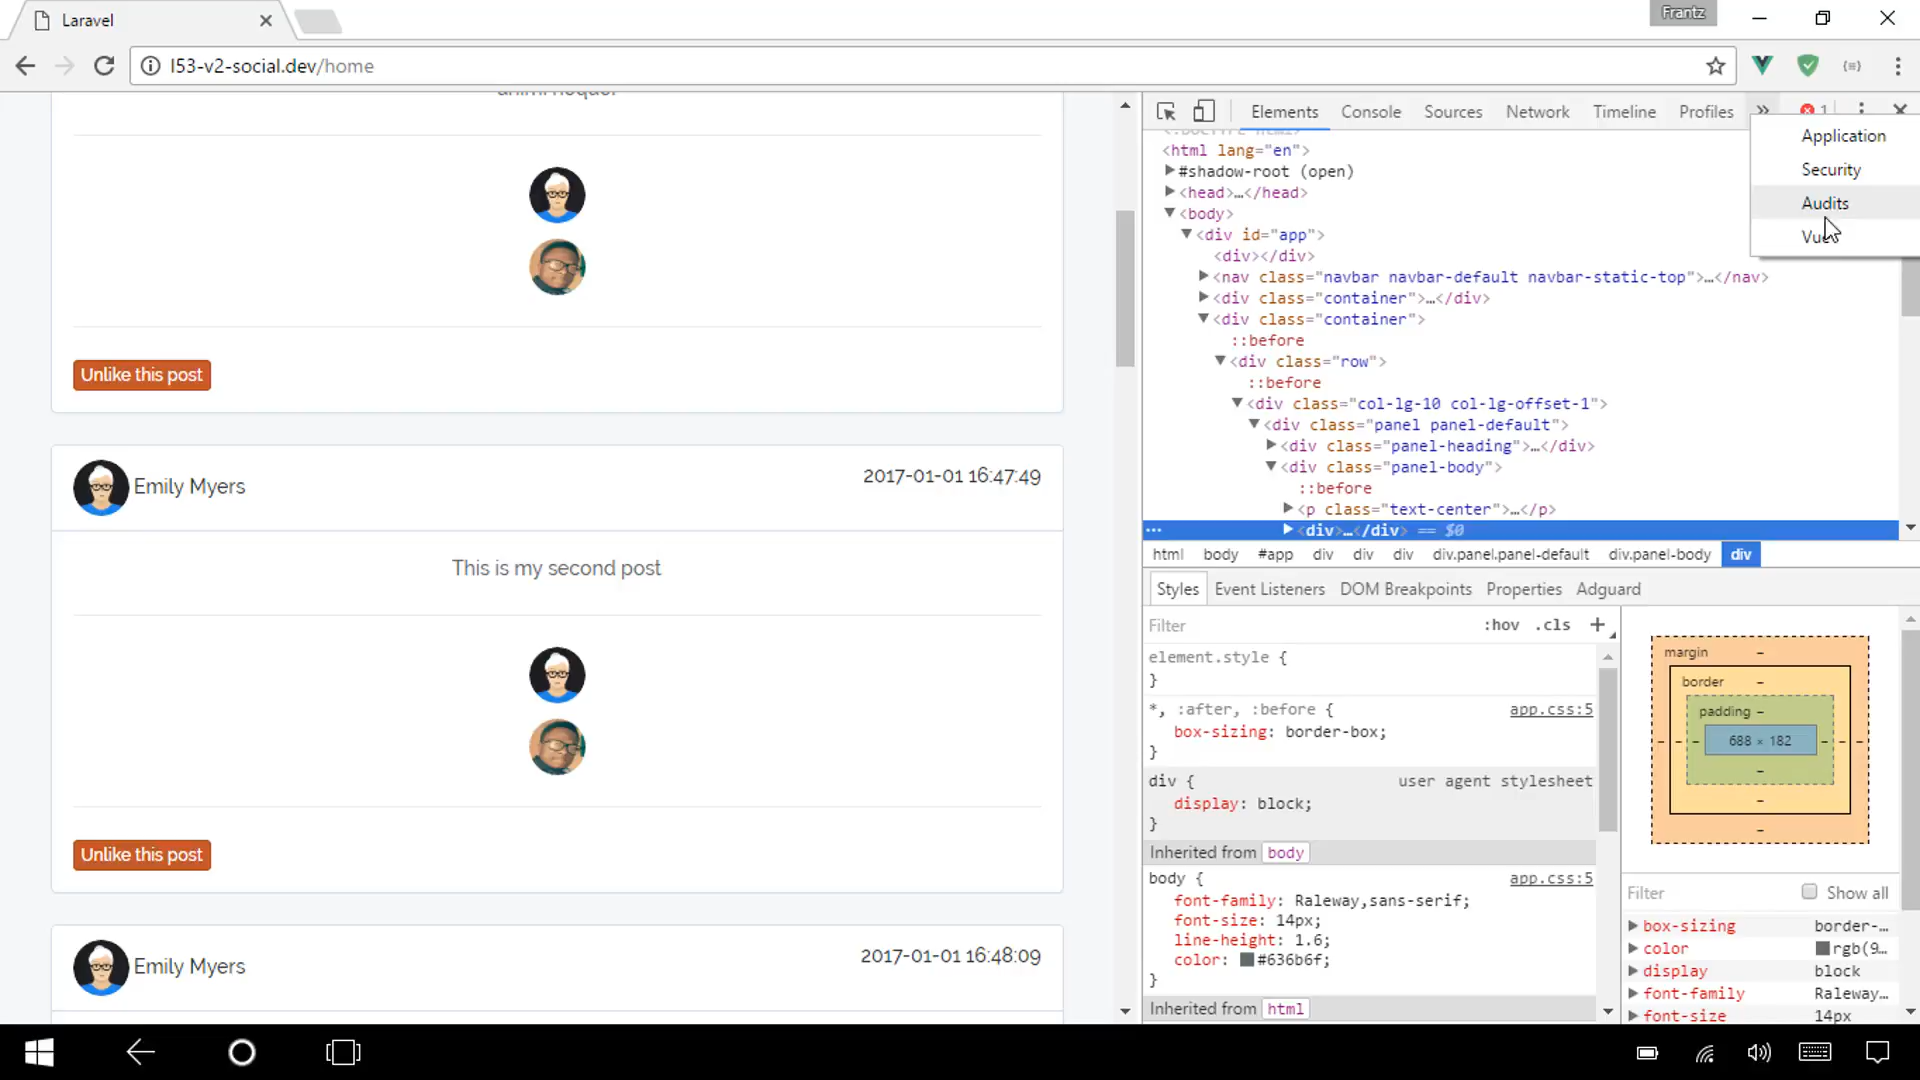 Laravel
Frantz
l53-v2-social.dev/home
Unlike this post
Emily Myers
2017-01-01 16:47:49
This is my second post
Unlike this post
Emily Myers
2017-01-01 16:48:09
Elements Console Sources Network Timeline Profiles » 1
Application
Security
Audits
Vue
<html lang="en">
#shadow-root (open)
<head>…</head>
<body>
<div id="app">
<div></div>
<nav class="navbar navbar-default navbar-static-top">…</nav>
<div class="container">…</div>
<div class="container">
::before
<div class="row">
::before
<div class="col-lg-10 col-lg-offset-1">
<div class="panel panel-default">
<div class="panel-heading">…</div>
<div class="panel-body">
::before
<p class="text-center">…</p>
… <div>…</div> == $0
html body #app div div div div.panel.panel-default div.panel-body div
Styles Event Listeners DOM Breakpoints Properties Adguard
Filter :hov .cls +
element.style {
}
*, :after, :before { app.css:5
box-sizing: border-box;
}
div { user agent stylesheet
display: block;
}
Inherited from body
body { app.css:5
font-family: Raleway,sans-serif;
font-size: 14px;
line-height: 1.6;
color: #636b6f;
}
Inherited from html
margin –
border –
padding –
– – – 688 × 182 – – –
–
–
–
Filter Show all
box-sizing border-…
color rgb(9…
display block
font-family Raleway…
font-size 14px